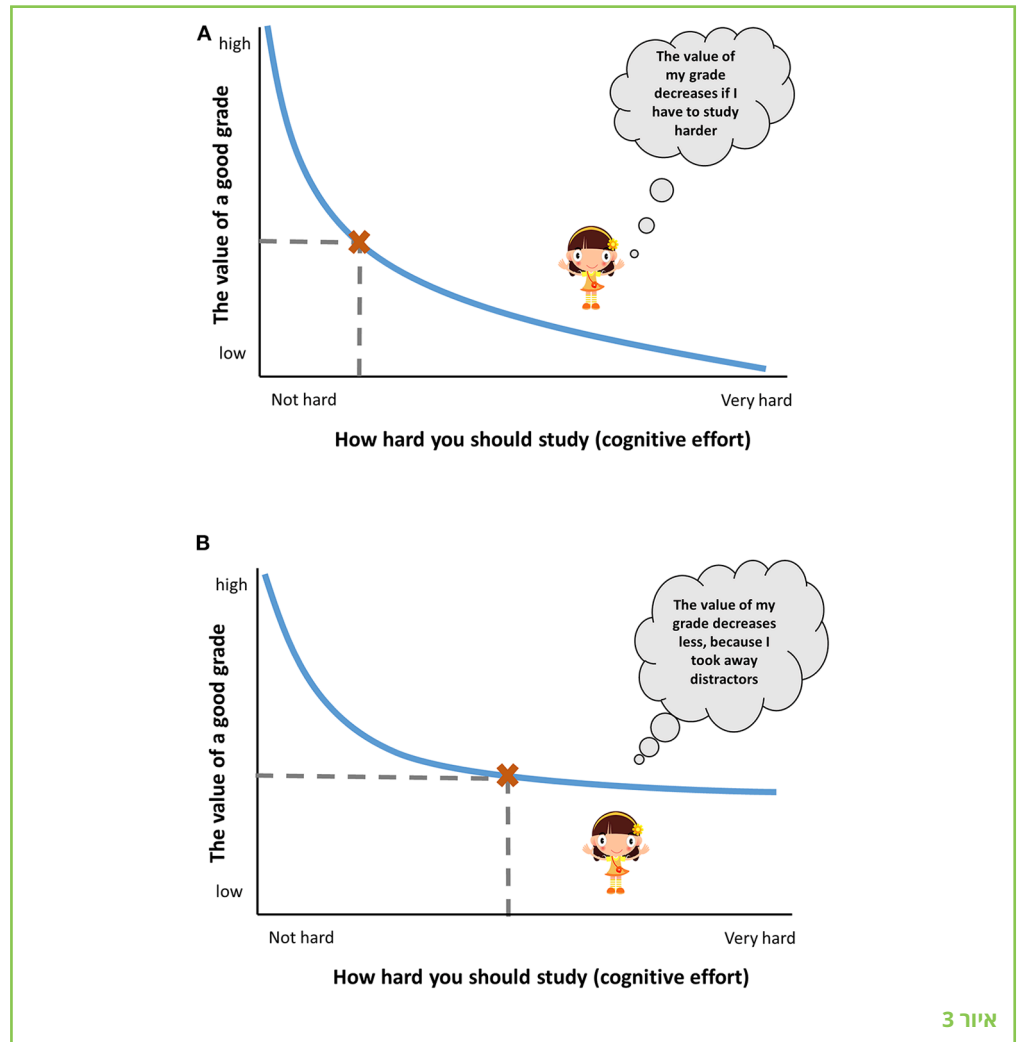 A
high
The value of a good grade
low
Not hard
Very hard
How hard you should study (cognitive effort)
The value of
my grade
decreases if I
have to study
harder
B
high
The value of a good grade
low
Not hard
Very hard
How hard you should study (cognitive effort)
The value of my
grade decreases
less, because I
took away
distractors
איור 3